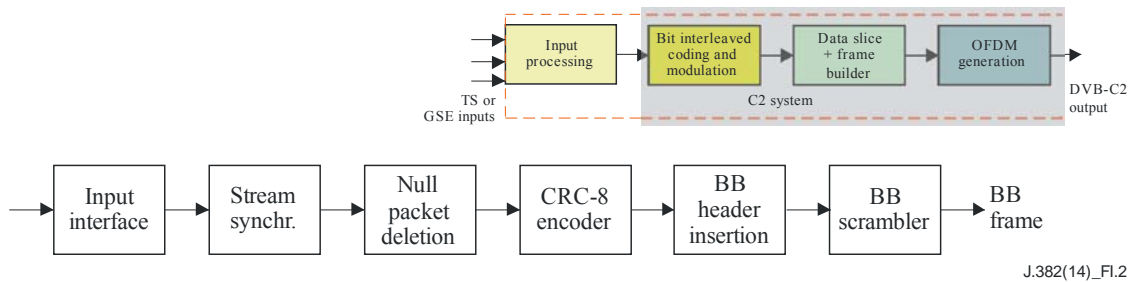 Input
processing
Bit interleaved
coding and
modulation
Data slice
+ frame
builder
OFDM
generation
TS or
GSE inputs
C2 system
DVB-C2
output
Input
interface
Stream
synchr.
Null
packet
deletion
CRC-8
encoder
BB
header
insertion
BB
scrambler
BB
frame
J.382(14)_FI.2